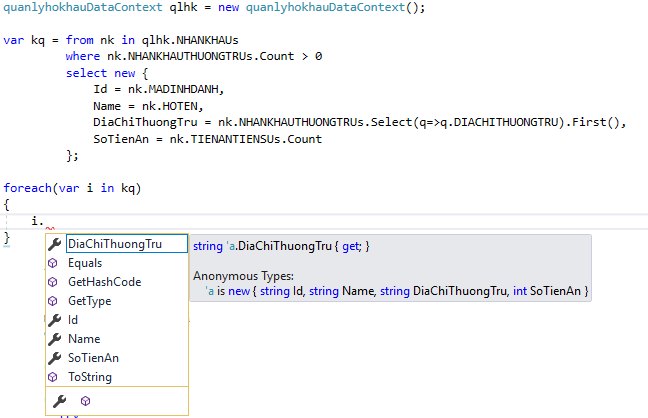 quanlyhokhauDataContext qlhk = new quanlyhokhauDataContext();
var kq = from nk in qlhk.NHANKHAUs
where nk.NHANKHAUTHUONGTRUs.Count > 0
select new {
Id = nk.MADINHDANH,
Name = nk.HOTEN,
DiaChiThuongTru = nk.NHANKHAUTHUONGTRUs.Select(q=>q.DIACHITHUONGTRU).First(),
SoTienAn = nk.TIENANTIENSUs.Count
};
foreach(var i in kq)
{
i.
}
DiaChiThuongTru
Equals
GetHashCode
GetType
Id
Name
SoTienAn
ToString
string 'a.DiaChiThuongTru { get; }
Anonymous Types:
'a is new { string Id, string Name, string DiaChiThuongTru, int SoTienAn }